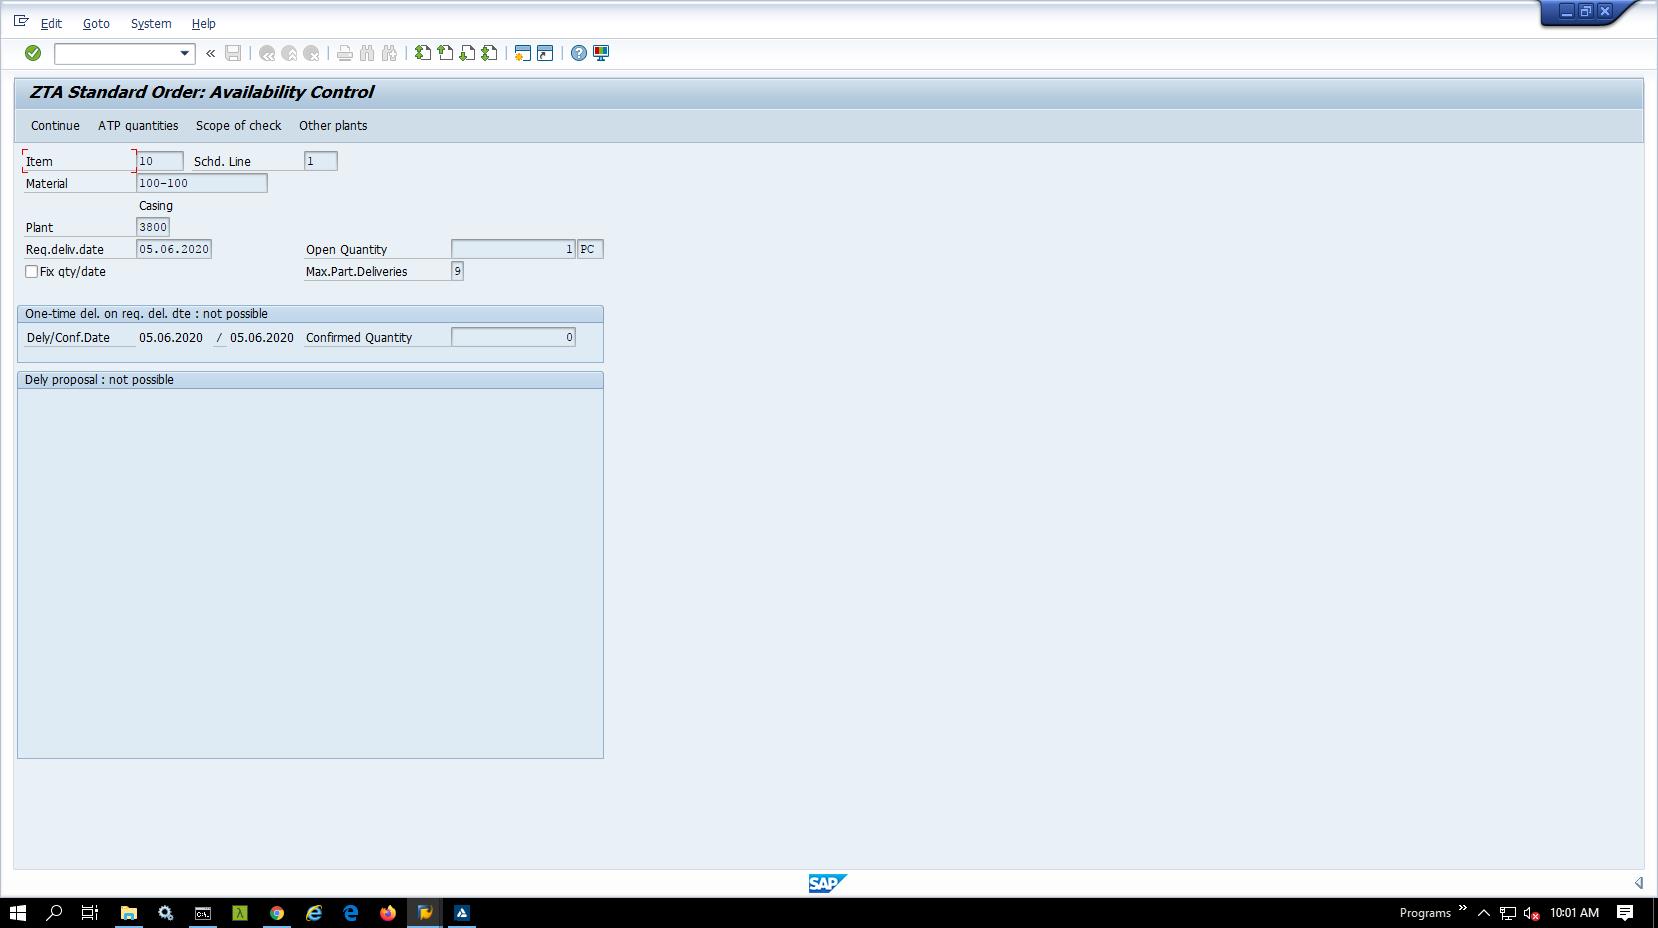 Edit Goto System Help
ZTA Standard Order: Availability Control
Continue ATP quantities Scope of check Other plants
Item 10 Schd. Line 1
Material 100-100
Casing
Plant 3800
Req.deliv.date 05.06.2020 Open Quantity 1 PC
Fix qty/date Max.Part.Deliveries 9
One-time del. on req. del. dte : not possible
Dely/Conf.Date 05.06.2020 / 05.06.2020 Confirmed Quantity 0
Dely proposal : not possible
SAP
Programs 10:01 AM